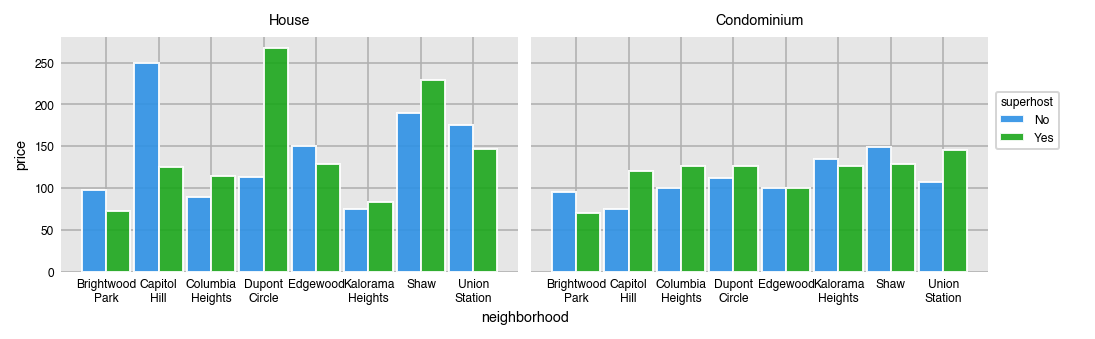 House
Condominium
price
250
200
150
100
50
0
Brightwood
Park
Capitol
Hill
Columbia
Heights
Dupont
Circle
Edgewood
Kalorama
Heights
Shaw
Union
Station
Brightwood
Park
Capitol
Hill
Columbia
Heights
Dupont
Circle
Edgewood
Kalorama
Heights
Shaw
Union
Station
neighborhood
superhost
No
Yes